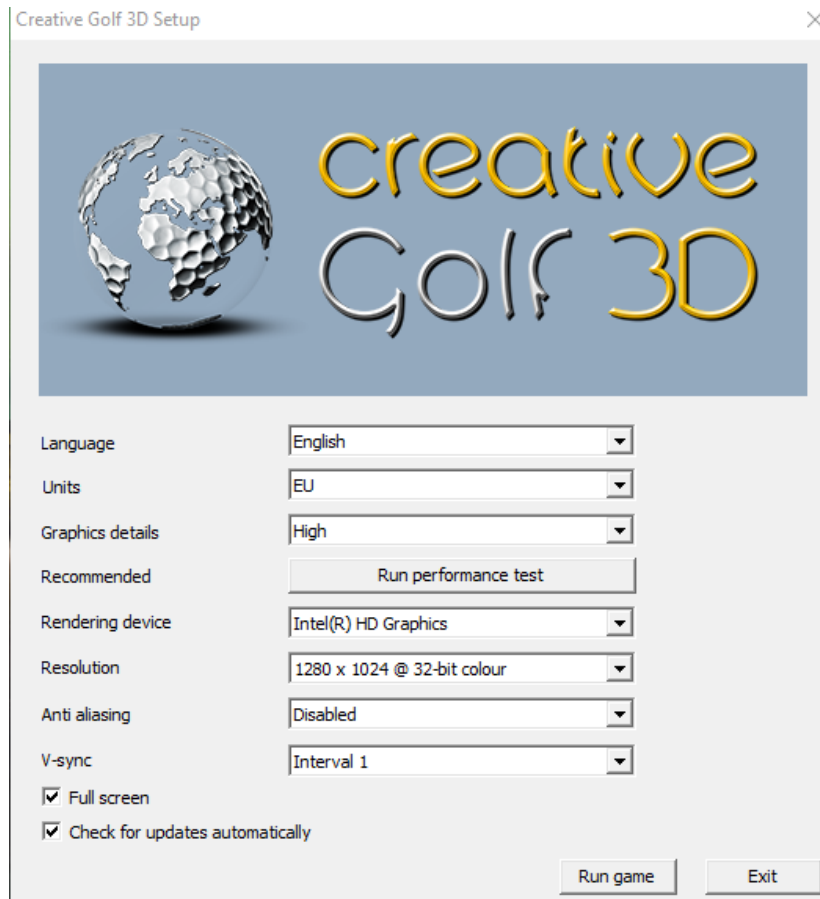 Creative Golf 3D Setup
creative
Golf 3D
Language English
Units EU
Graphics details High
Recommended Run performance test
Rendering device Intel(R) HD Graphics
Resolution 1280 x 1024 @ 32-bit colour
Anti aliasing Disabled
V-sync Interval 1
Full screen
Check for updates automatically
Run game Exit